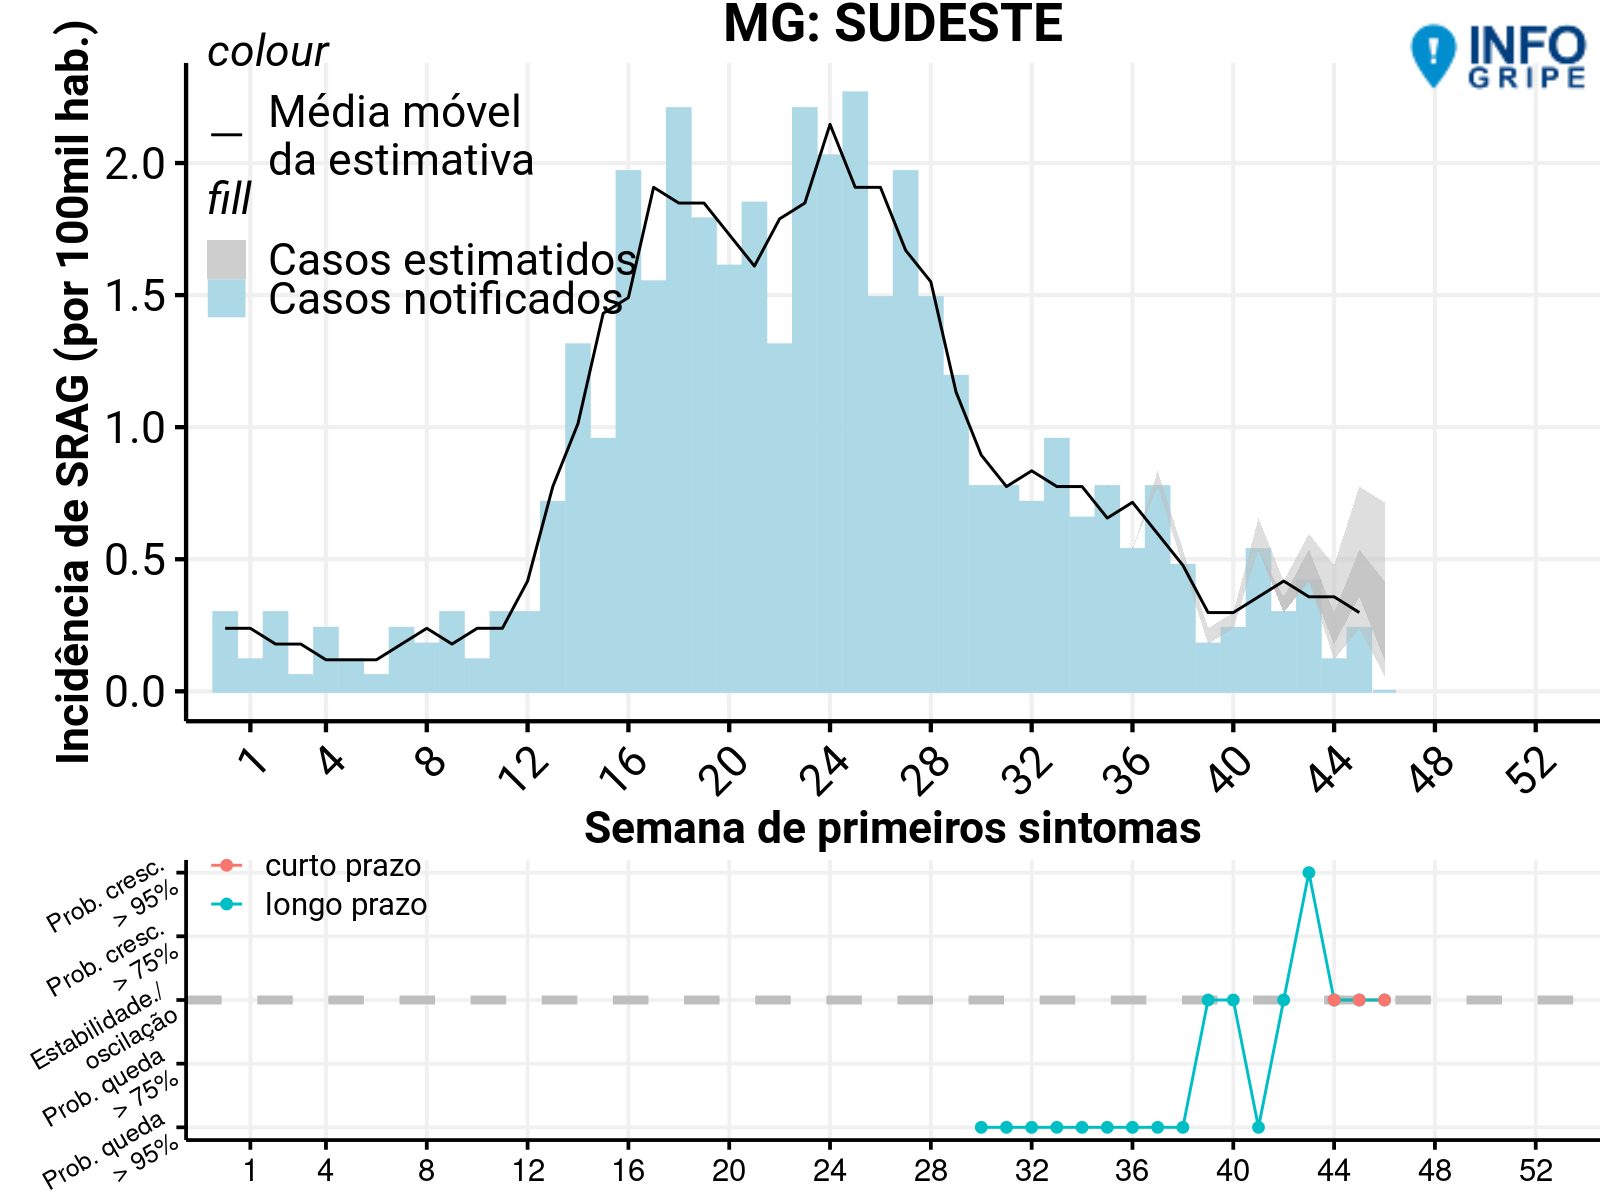 MG: SUDESTE
INFO
GRIPE
colour
Média móvel
da estimativa
fill
Casos estimatidos
Casos notificados
Incidência de SRAG (por 100mil hab.)
2.0
1.5
1.0
0.5
0.0
1 4 8 12 16 20 24 28 32 36 40 44 48 52
Semana de primeiros sintomas
curto prazo
longo prazo
Prob. cresc.
> 95%
Prob. cresc.
> 75%
Estabilidade./
oscilação
Prob. queda
> 75%
Prob. queda
> 95%
1 4 8 12 16 20 24 28 32 36 40 44 48 52